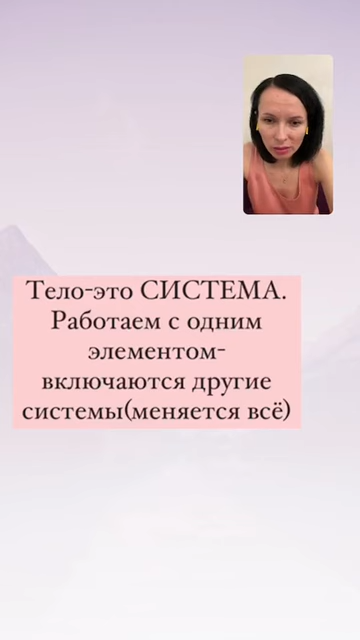 Тело-это СИСТЕМА.
Работаем с одним
элементом-
включаются другие
системы(меняется всё)